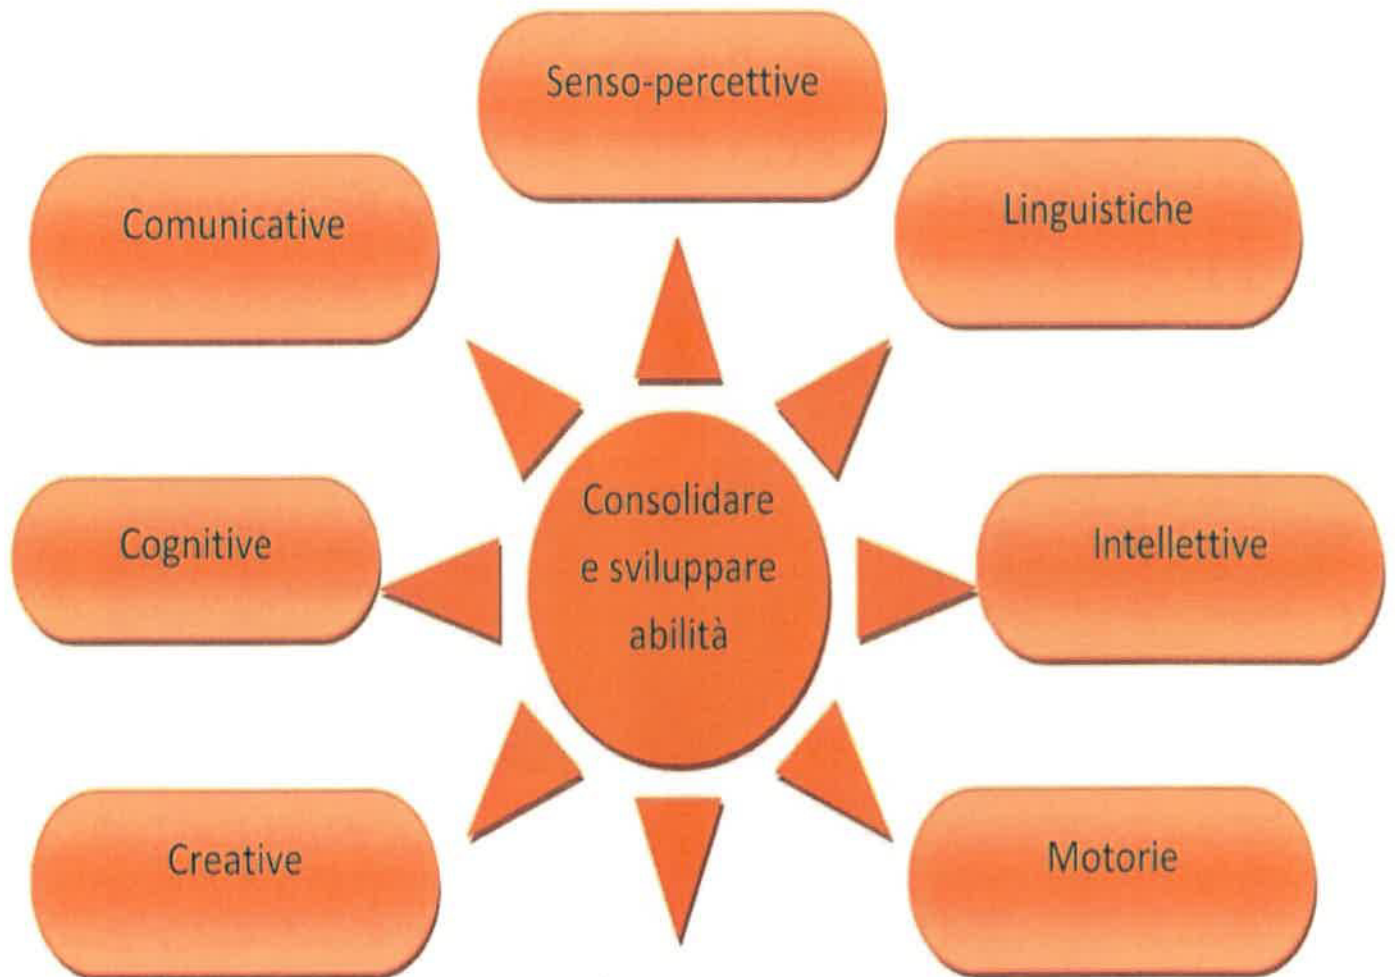 Senso-percettive
Comunicative
Linguistiche
Consolidare
e sviluppare
abilità
Cognitive
Intellettive
Creative
Motorie